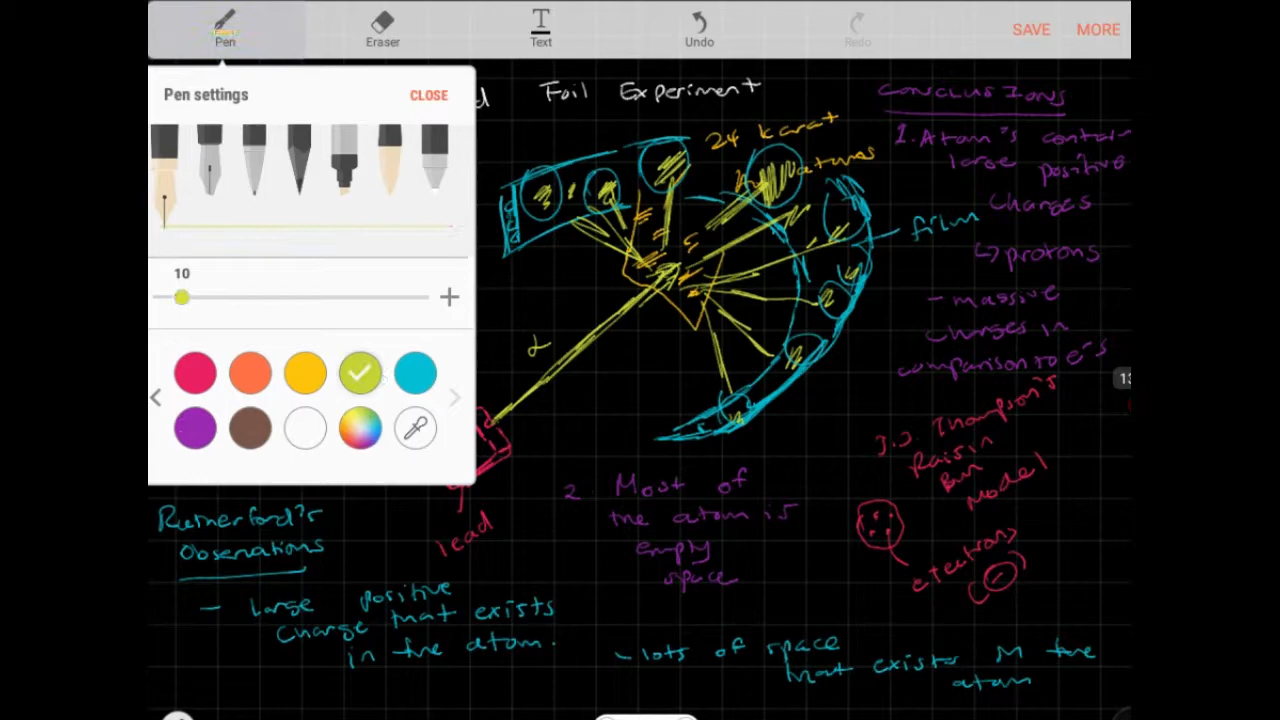 Pen
Eraser
Text
Undo
Redo
SAVE
MORE
Pen settings
CLOSE
10
d Foil Experiment
24 karat
Au atoms
film
α
lead
CONCLUSIONS
1. Atom's contain
large positive
charges
↳ protons
- massive
charges in
comparison to e's
J.J. Thompson's
Raisin
Bun
Model
electrons
(-)
2. Most of
the atom is
empty
space
Rutherford's
Observations
- large positive
charge that exists
in the atom.
- lots of space
that exists in the
atom